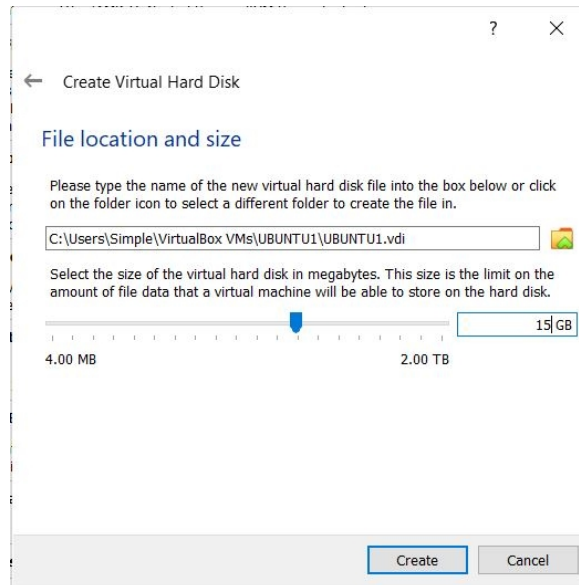 ?
Create Virtual Hard Disk
File location and size
Please type the name of the new virtual hard disk file into the box below or click
on the folder icon to select a different folder to create the file in.
C:\Users\Simple\VirtualBox VMs\UBUNTU1\UBUNTU1.vdi
Select the size of the virtual hard disk in megabytes. This size is the limit on the
amount of file data that a virtual machine will be able to store on the hard disk.
15 GB
4.00 MB 2.00 TB
Create Cancel